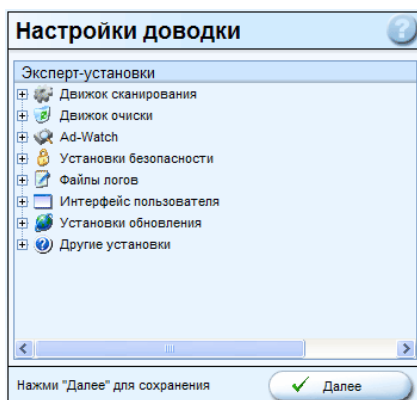 Настройки доводки
?
Эксперт-установки
Движок сканирования
Движок очиски
Ad-Watch
Установки безопасности
Файлы логов
Интерфейс пользователя
Установки обновления
Другие установки
Нажми "Далее" для сохранения
Далее